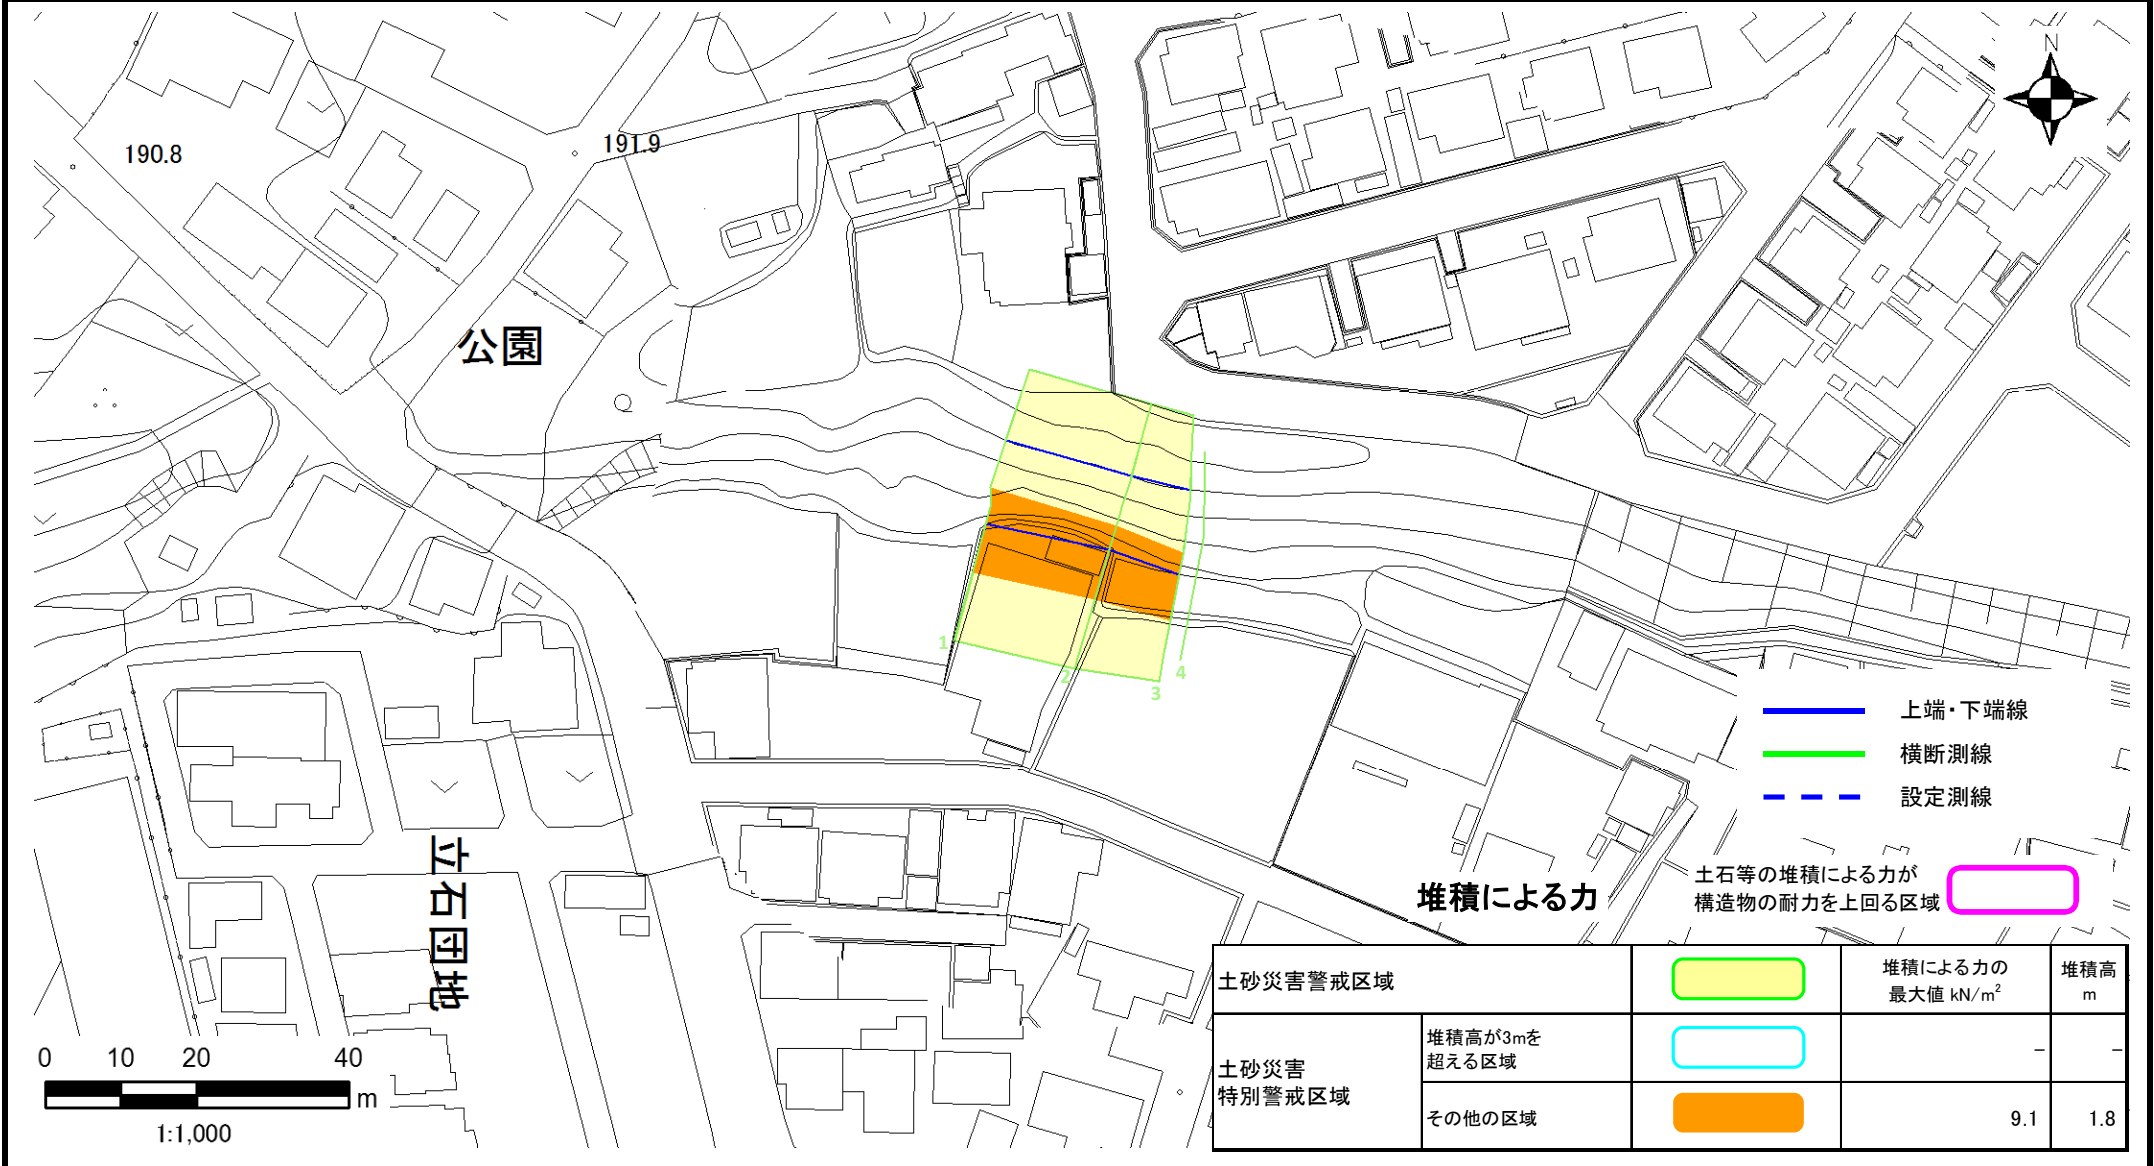 N
190.8
191.9
公園
1
2
3
4
上端・下端線
横断測線
設定測線
立石団地
堆積による力
土石等の堆積による力が
構造物の耐力を上回る区域
土砂災害警戒区域
堆積による力の
最大値 kN/m²
堆積高
m
土砂災害
特別警戒区域
堆積高が3mを
超える区域
－
－
その他の区域
9.1
1.8
0 10 20 40
m
1:1,000